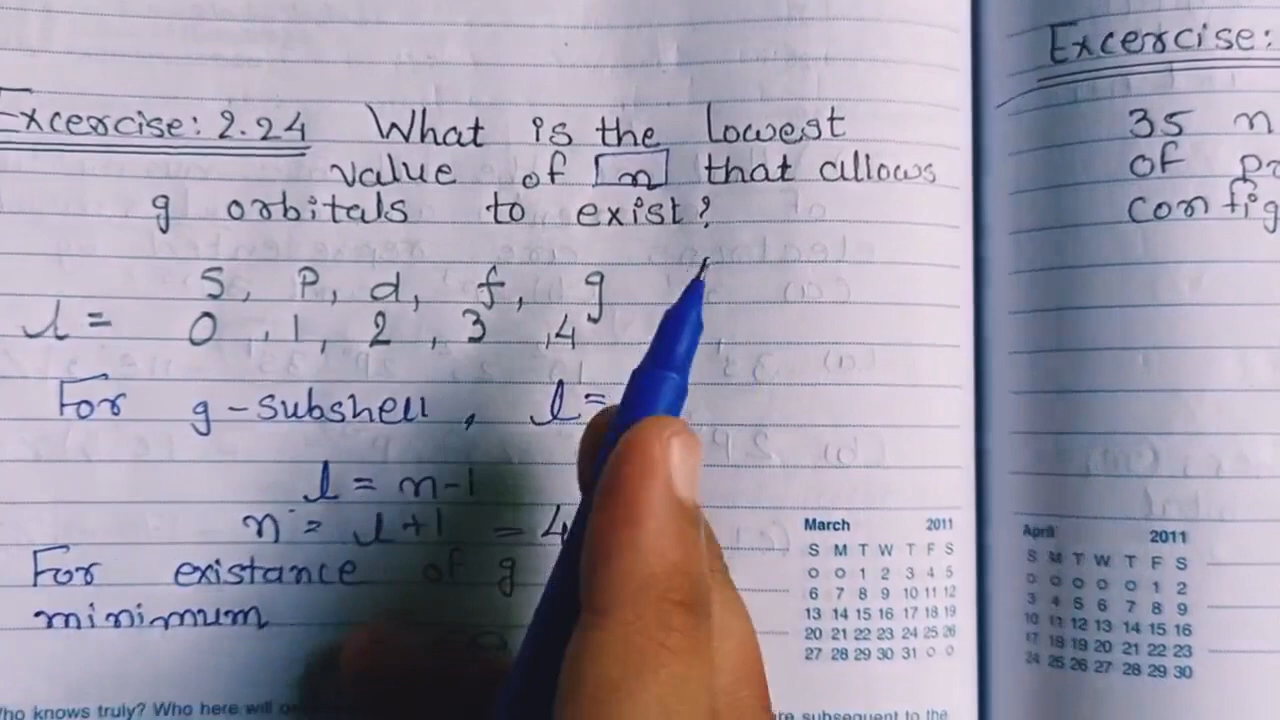 Excercise: 2.24 What is the lowest
value of n that allows
g orbitals to exist?
s, p, d, f, g
l = 0, 1, 2, 3, 4
For g-subshell, l =
l = n-1
n = l+1 = 4
For existance of g
minimum
Who knows truly? Who here will
are subsequent to the
March 2011
S M T W T F S
0 0 1 2 3 4 5
6 7 8 9 10 11 12
13 14 15 16 17 18 19
20 21 22 23 24 25 26
27 28 29 30 31 0 0
Excercise:
35 n
of pr
config
April 2011
S M T W T F S
0 0 0 0 0 1 2
3 4 5 6 7 8 9
10 11 12 13 14 15 16
17 18 19 20 21 22 23
24 25 26 27 28 29 30